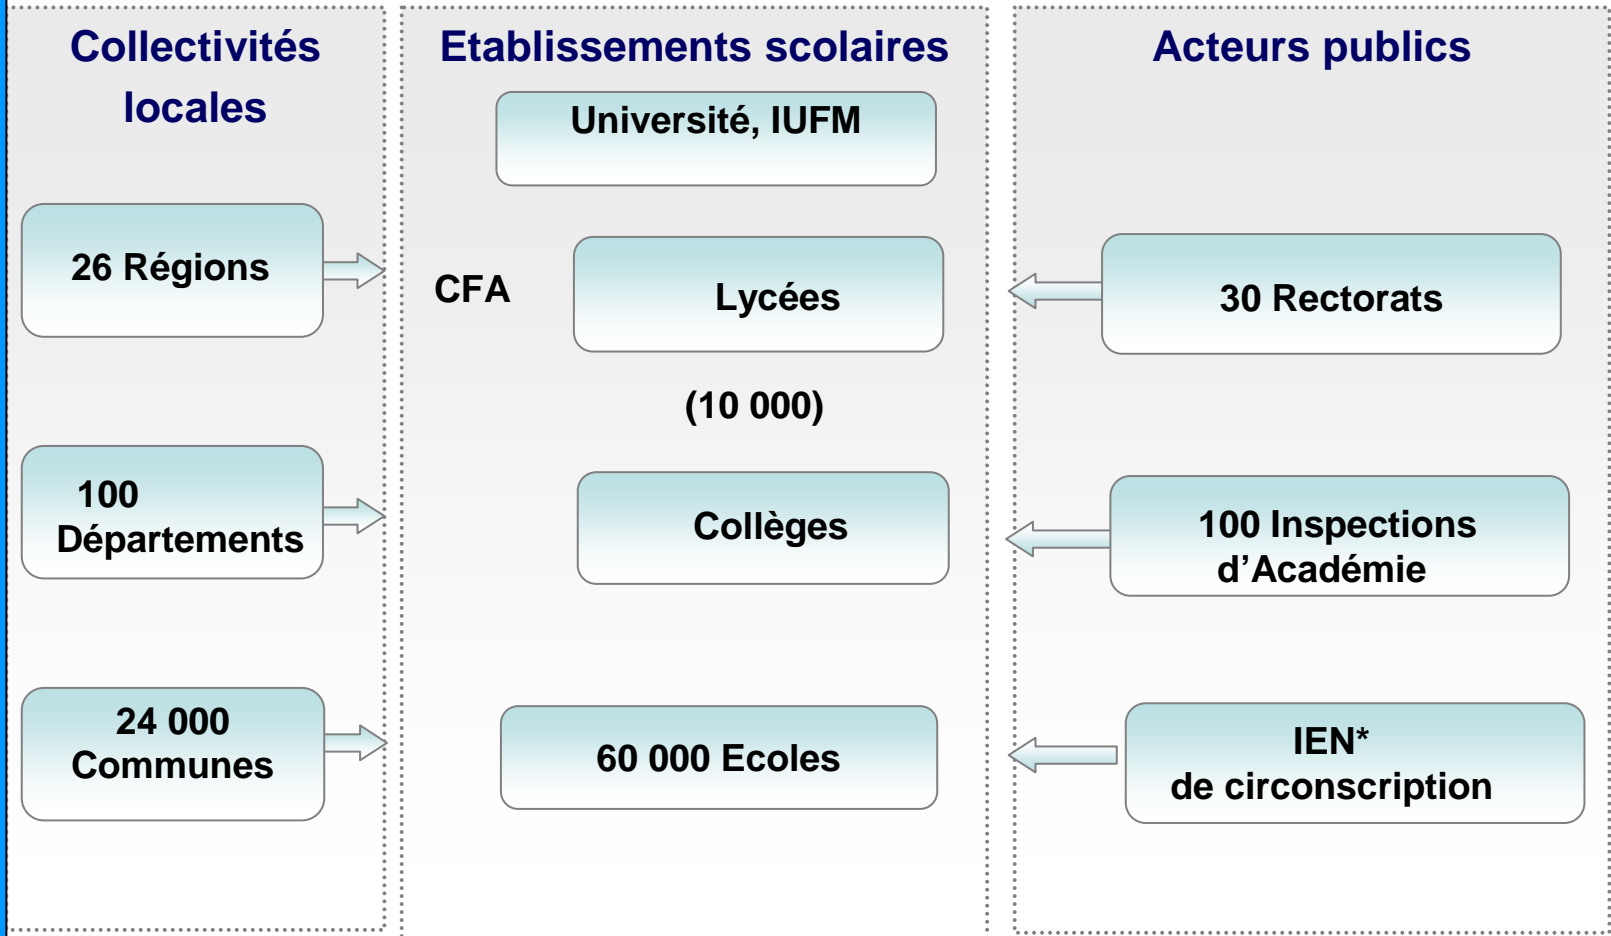 Collectivités
locales
26 Régions
100
Départements
24 000
Communes
Etablissements scolaires
Université, IUFM
CFA
Lycées
(10 000)
Collèges
60 000 Ecoles
Acteurs publics
30 Rectorats
100 Inspections
d’Académie
IEN*
de circonscription